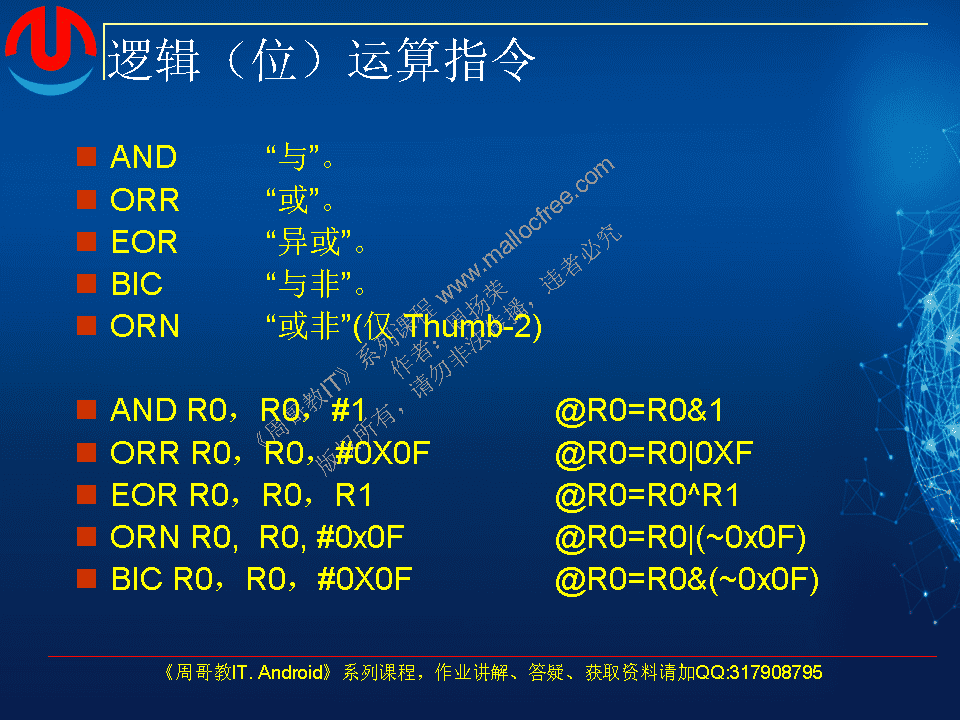 逻辑（位）运算指令
AND “与”。
ORR “或”。
EOR “异或”。
BIC “与非”。
ORN “或非”(仅 Thumb-2)
AND R0，R0，#1 @R0=R0&1
ORR R0，R0，#0X0F @R0=R0|0XF
EOR R0，R0，R1 @R0=R0^R1
ORN R0, R0, #0x0F @R0=R0|(~0x0F)
BIC R0，R0，#0X0F @R0=R0&(~0x0F)
《周哥教IT》系列课程 www.mallocfree.com
作者：周扬荣
版权所有，请勿非法传播，违者必究
《周哥教IT. Android》系列课程，作业讲解、答疑、获取资料请加QQ:317908795